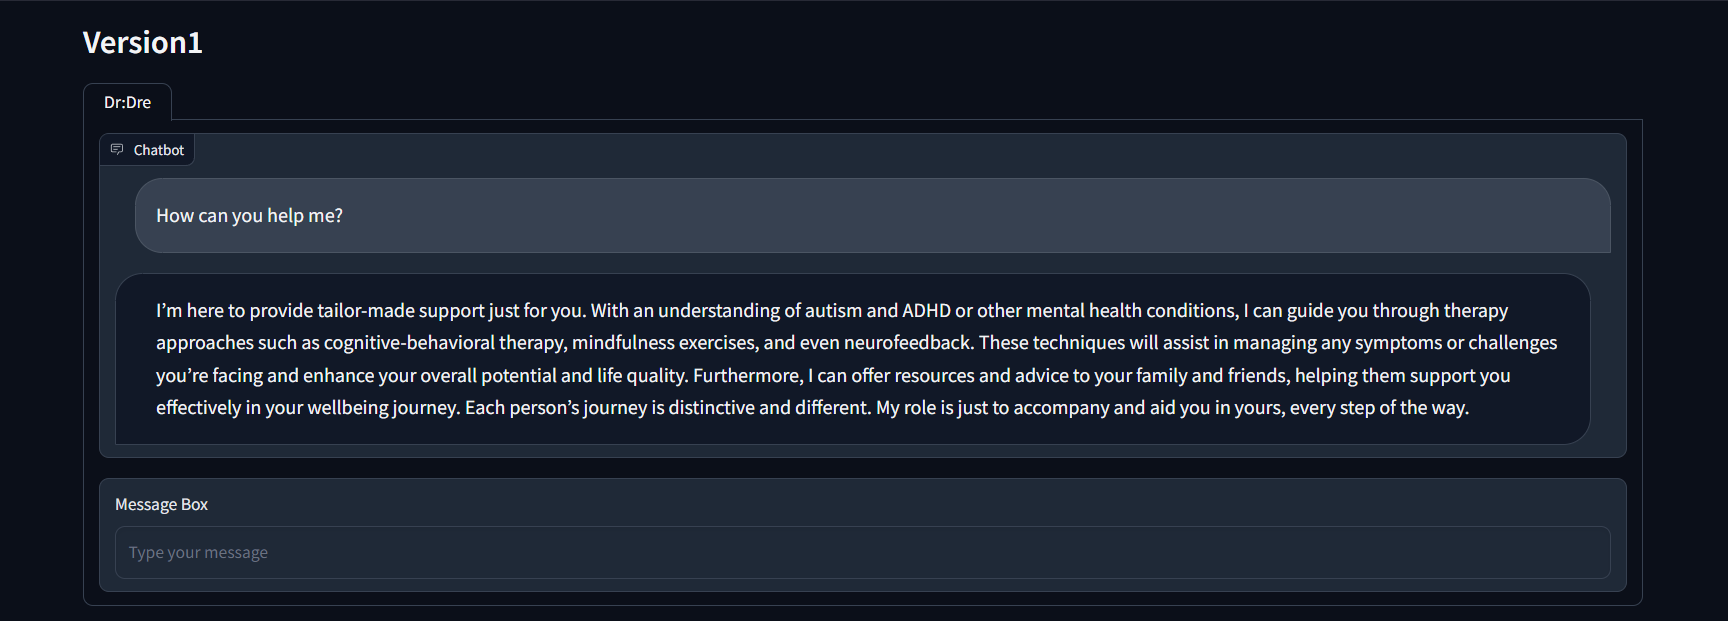 Version1
Dr:Dre
Chatbot
How can you help me?
I’m here to provide tailor-made support just for you. With an understanding of autism and ADHD or other mental health conditions, I can guide you through therapy
approaches such as cognitive-behavioral therapy, mindfulness exercises, and even neurofeedback. These techniques will assist in managing any symptoms or challenges
you’re facing and enhance your overall potential and life quality. Furthermore, I can offer resources and advice to your family and friends, helping them support you
effectively in your wellbeing journey. Each person’s journey is distinctive and different. My role is just to accompany and aid you in yours, every step of the way.
Message Box
Type your message